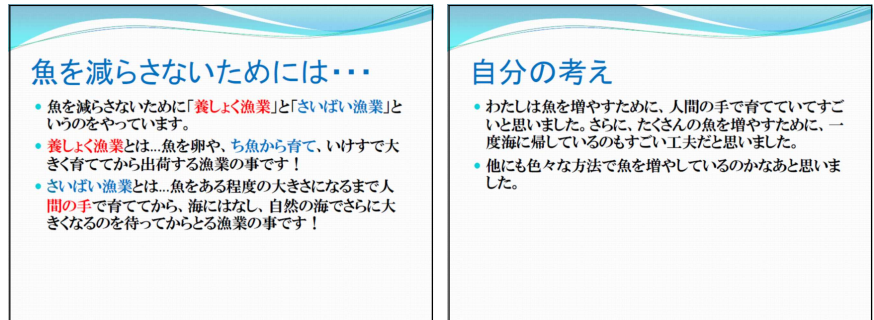 魚を減らさないためには・・・
• 魚を減らさないために「養しょく漁業」と「さいばい漁業」と
いうのをやっています。
• 養しょく漁業とは...魚を卵や、ち魚から育て、いけすで大
きく育ててから出荷する漁業の事です！
• さいばい漁業とは...魚をある程度の大きさになるまで人
間の手で育ててから、海にはなし、自然の海でさらに大
きくなるのを待ってからとる漁業の事です！
自分の考え
• わたしは魚を増やすために、人間の手で育てていてすご
いと思いました。さらに、たくさんの魚を増やすために、一
度海に帰しているのもすごい工夫だと思いました。
• 他にも色々な方法で魚を増やしているのかなあと思いま
した。